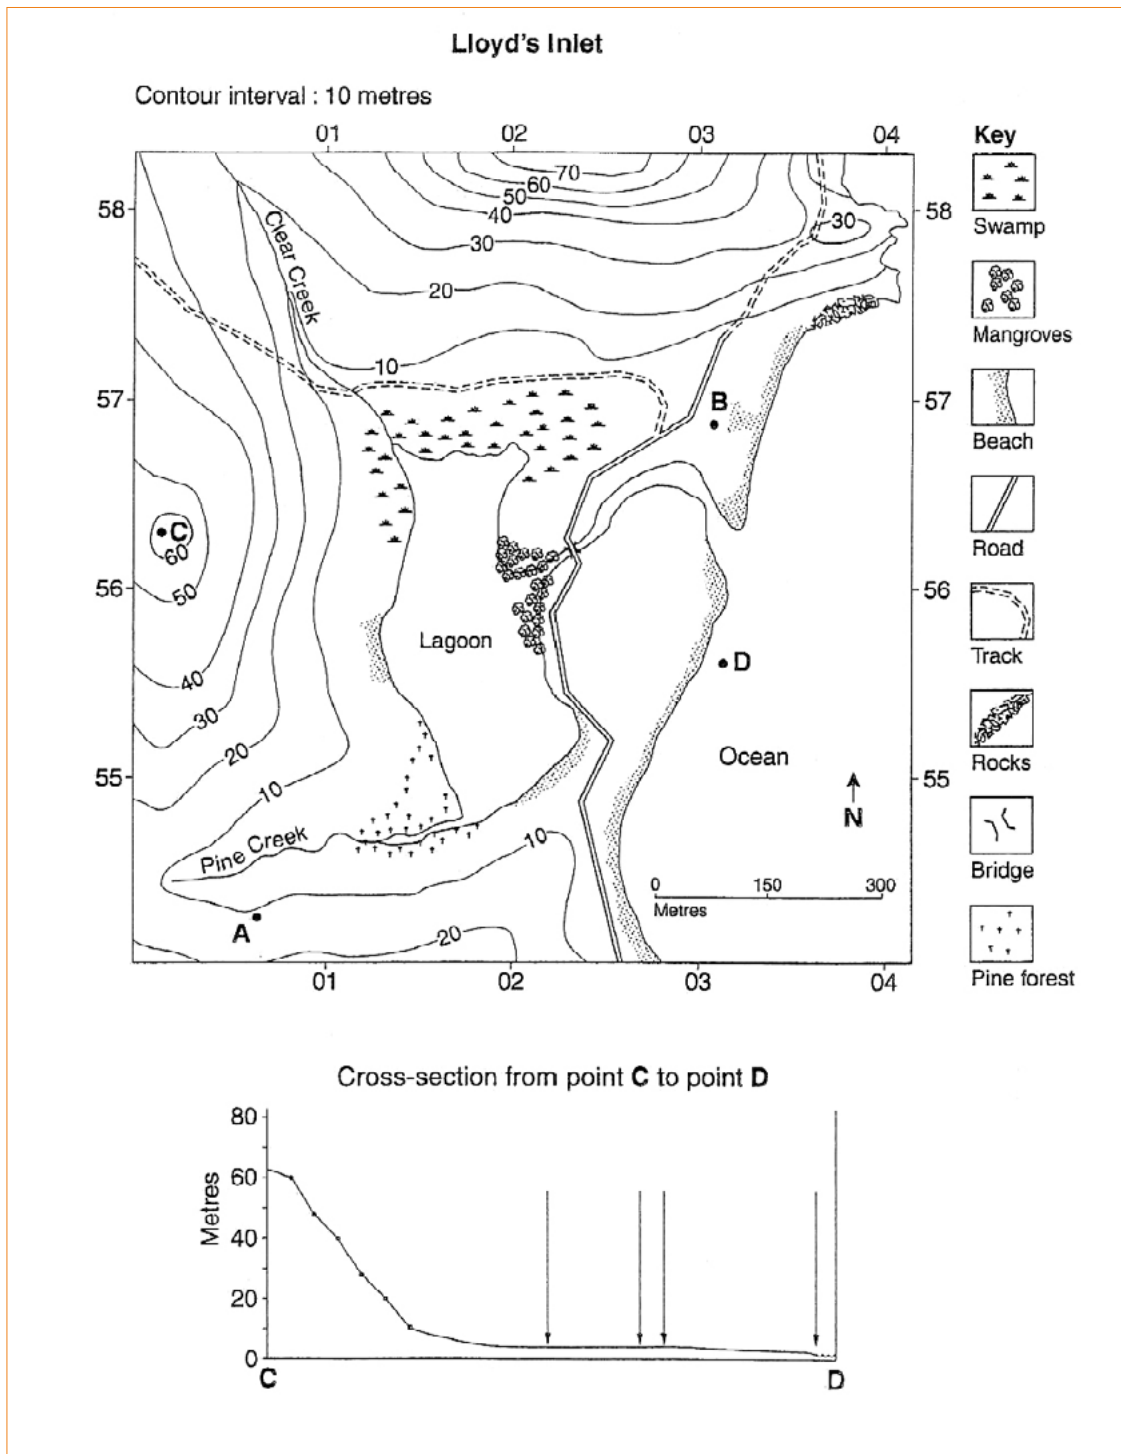 Lloyd's Inlet
Contour interval : 10 metres
01
02
03
04
Key
70
60
50
40
30
20
10
30
58
58
Clear Creek
Swamp
Mangroves
57
57
B
Beach
C
60
50
56
56
Road
Lagoon
D
Track
40
30
20
10
Ocean
Rocks
55
55
N
Pine Creek
10
Bridge
0
150
300
Metres
A
20
01
02
03
04
Pine forest
Cross-section from point C to point D
80
60
40
20
0
Metres
C
D